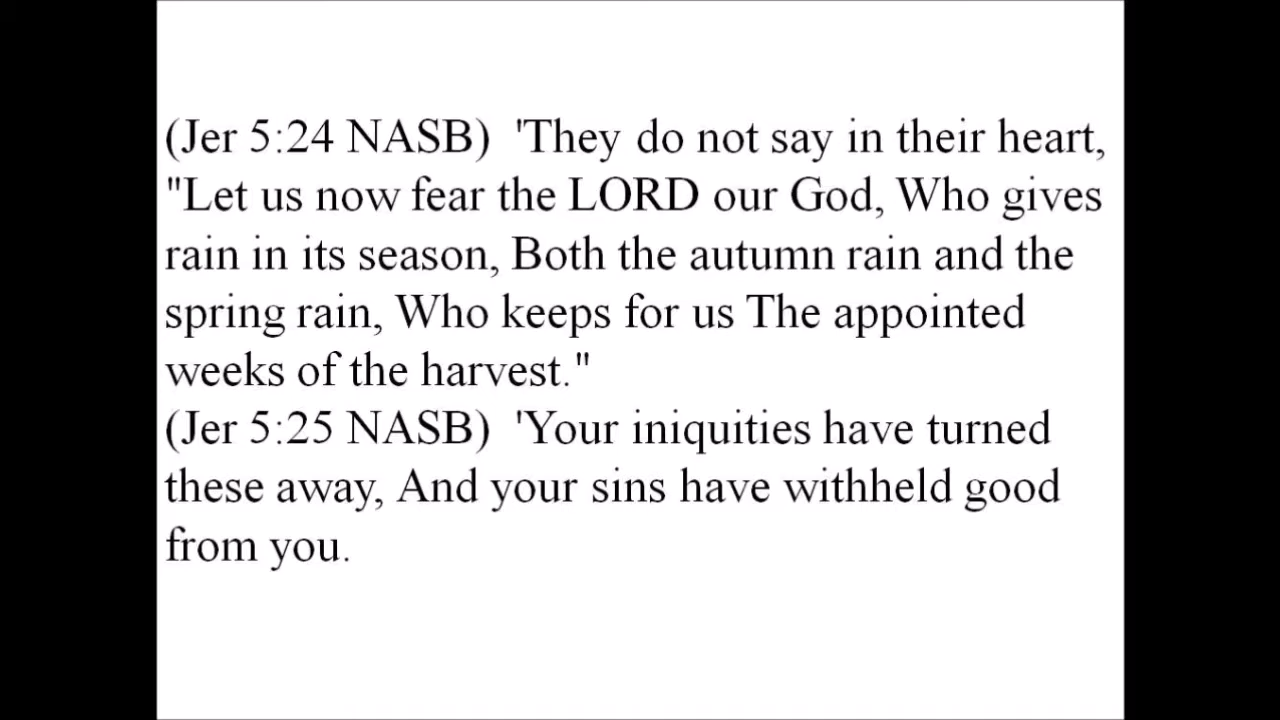 (Jer 5:24 NASB)  'They do not say in their heart,
"Let us now fear the LORD our God, Who gives
rain in its season, Both the autumn rain and the
spring rain, Who keeps for us The appointed
weeks of the harvest."
(Jer 5:25 NASB)  'Your iniquities have turned
these away, And your sins have withheld good
from you.